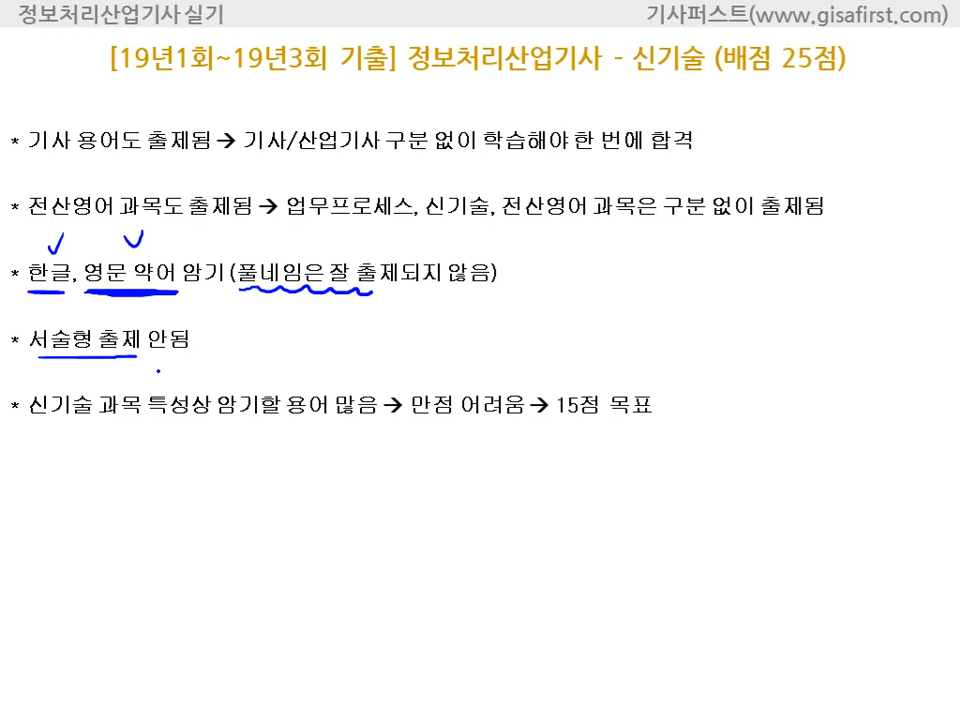 정보처리산업기사 실기
기사퍼스트(www.gisafirst.com)
[19년1회~19년3회 기출] 정보처리산업기사 - 신기술 (배점 25점)
* 기사 용어도 출제됨 → 기사/산업기사 구분 없이 학습해야 한 번에 합격
* 전산영어 과목도 출제됨 → 업무프로세스, 신기술, 전산영어 과목은 구분 없이 출제됨
* 한글, 영문 약어 암기 (풀네임은 잘 출제되지 않음)
* 서술형 출제 안됨
* 신기술 과목 특성상 암기할 용어 많음 → 만점 어려움 → 15점 목표